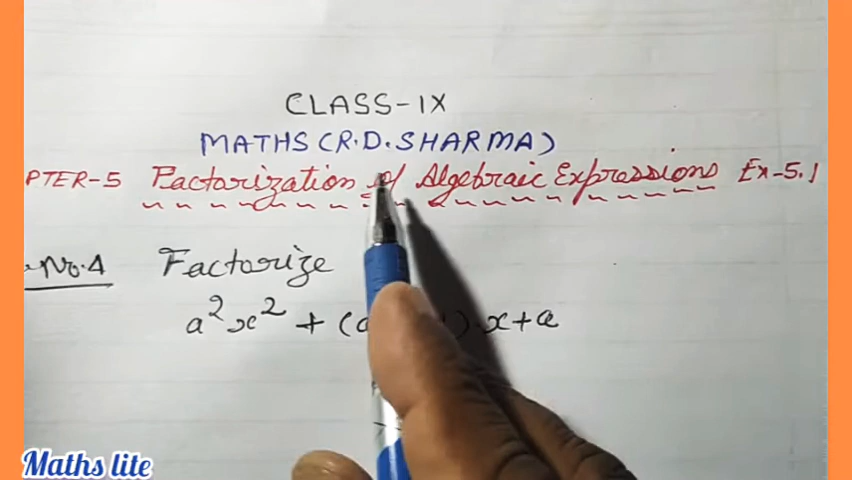 CLASS-IX
MATHS (R.D. SHARMA)
PTER-5 Factorization of Algebraic Expressions Ex-5.1
No.4 Factorize
a²x² + (a ) x + a
Maths lite